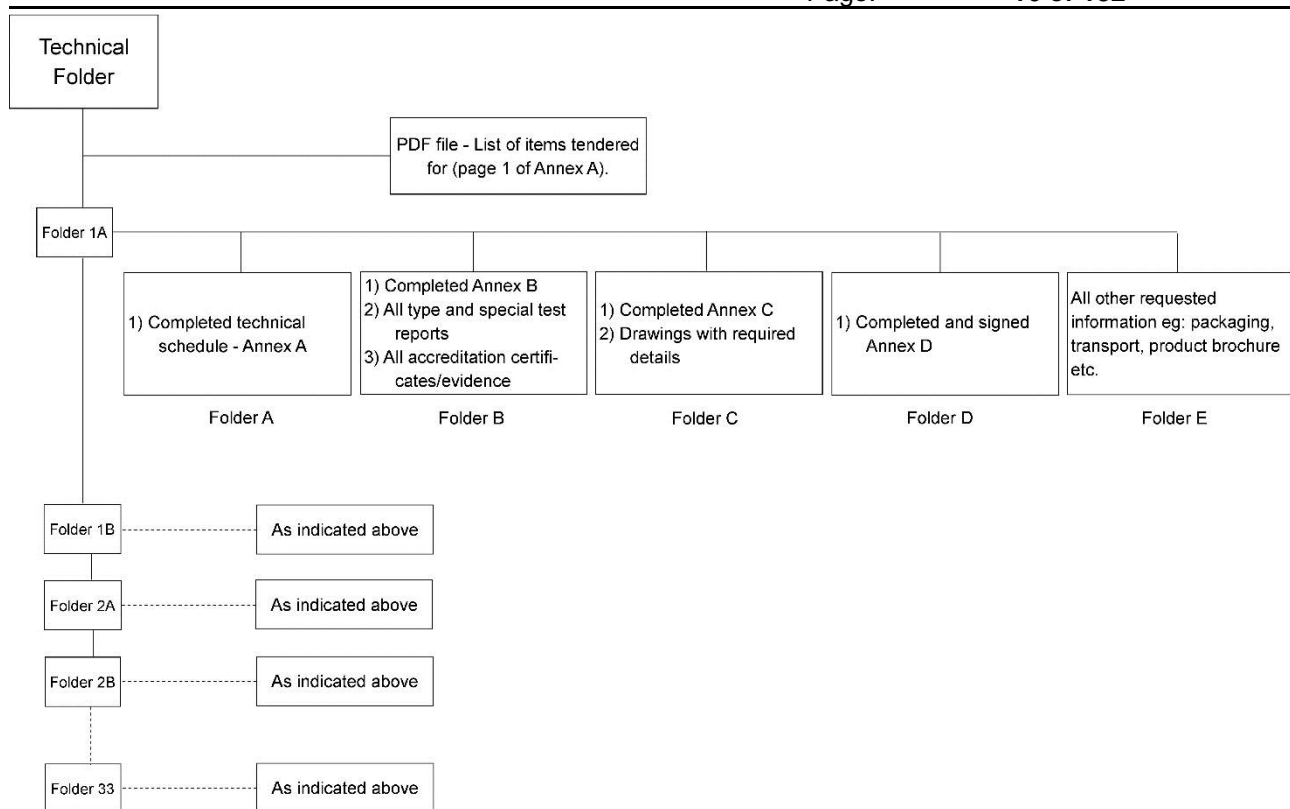 Technical
Folder
PDF file - List of items tendered
for (page 1 of Annex A).
Folder 1A
1) Completed technical
schedule - Annex A
Folder A
1) Completed Annex B
2) All type and special test
reports
3) All accreditation certifi-
cates/evidence
Folder B
1) Completed Annex C
2) Drawings with required
details
Folder C
1) Completed and signed
Annex D
Folder D
All other requested
information eg: packaging,
transport, product brochure
etc.
Folder E
Folder 1B
As indicated above
Folder 2A
As indicated above
Folder 2B
As indicated above
Folder 33
As indicated above